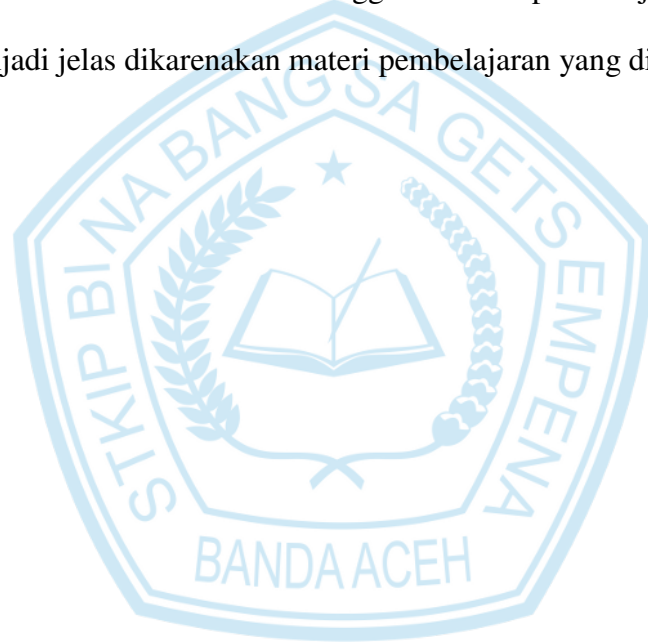 jadi jelas dikarenakan materi pembelajaran yang di
STKIP BINA BANGSA GETSEMPENA
BANDA ACEH